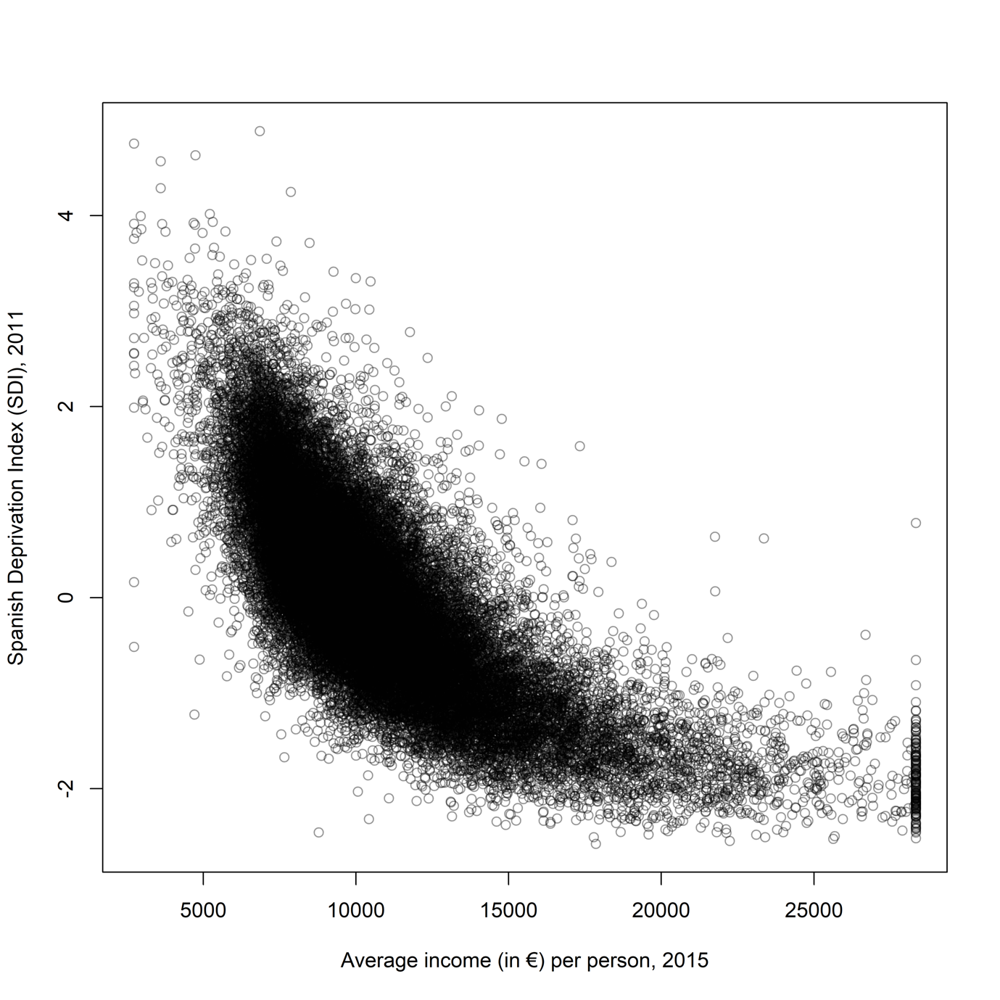 Spanish Deprivation Index (SDI), 2011
4
2
0
-2
5000 10000 15000 20000 25000
Average income (in €) per person, 2015